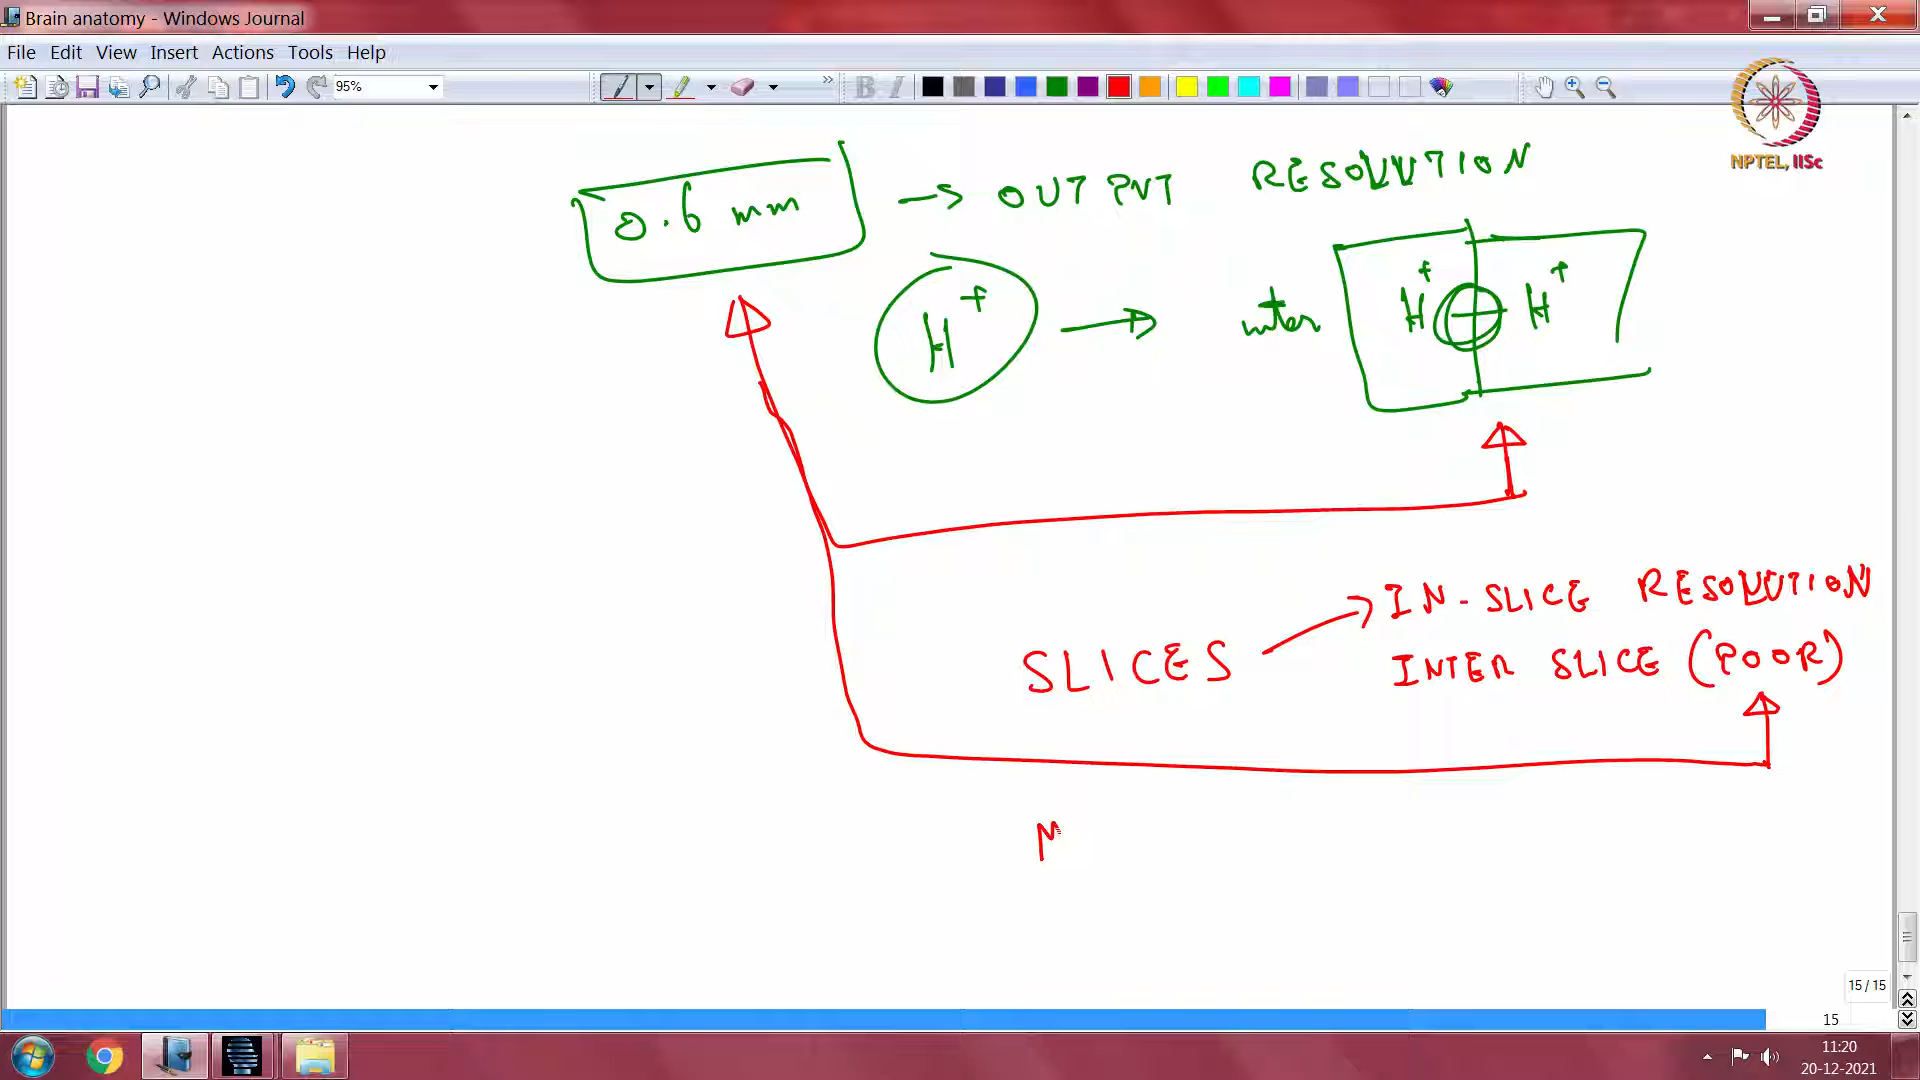 Brain anatomy - Windows Journal
File Edit View Insert Actions Tools Help
95%
B I
NPTEL, IISc
0.6 mm → OUTPUT RESOLUTION
H+ → inter H+ H+
SLICES → IN-SLICE RESOLUTION
INTER SLICE (POOR)
M
15 / 15
15
11:20
20-12-2021